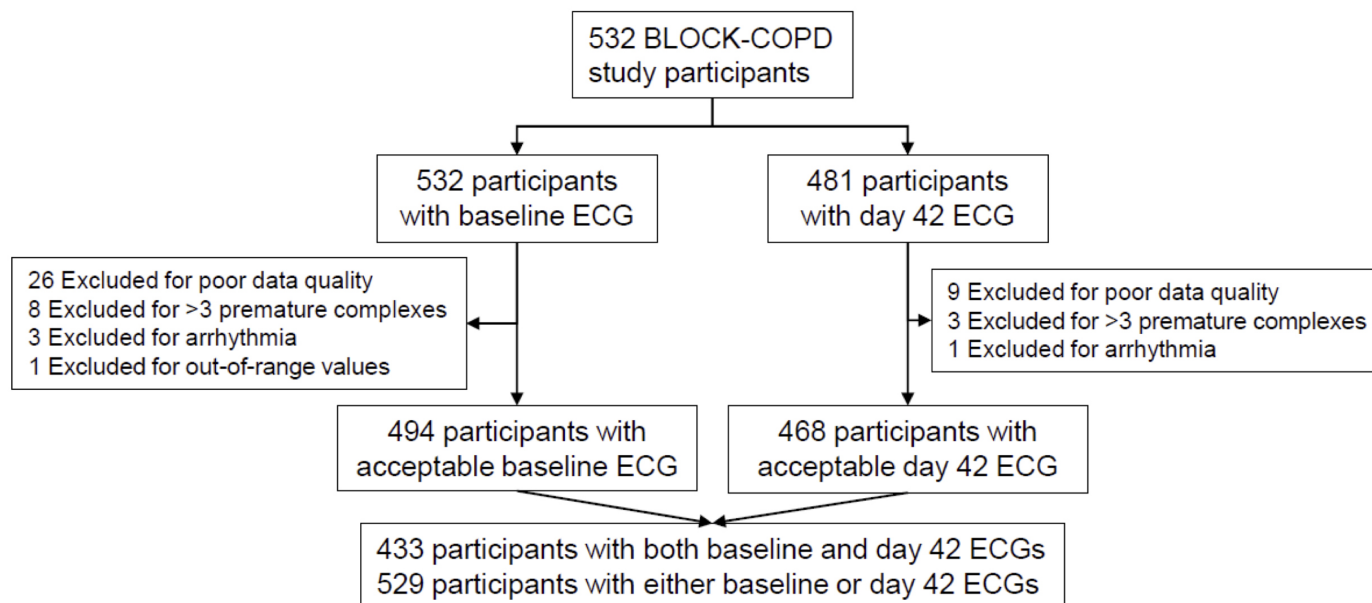 532 BLOCK-COPD
study participants
532 participants
with baseline ECG
481 participants
with day 42 ECG
26 Excluded for poor data quality
8 Excluded for >3 premature complexes
3 Excluded for arrhythmia
1 Excluded for out-of-range values
9 Excluded for poor data quality
3 Excluded for >3 premature complexes
1 Excluded for arrhythmia
494 participants with
acceptable baseline ECG
468 participants with
acceptable day 42 ECG
433 participants with both baseline and day 42 ECGs
529 participants with either baseline or day 42 ECGs